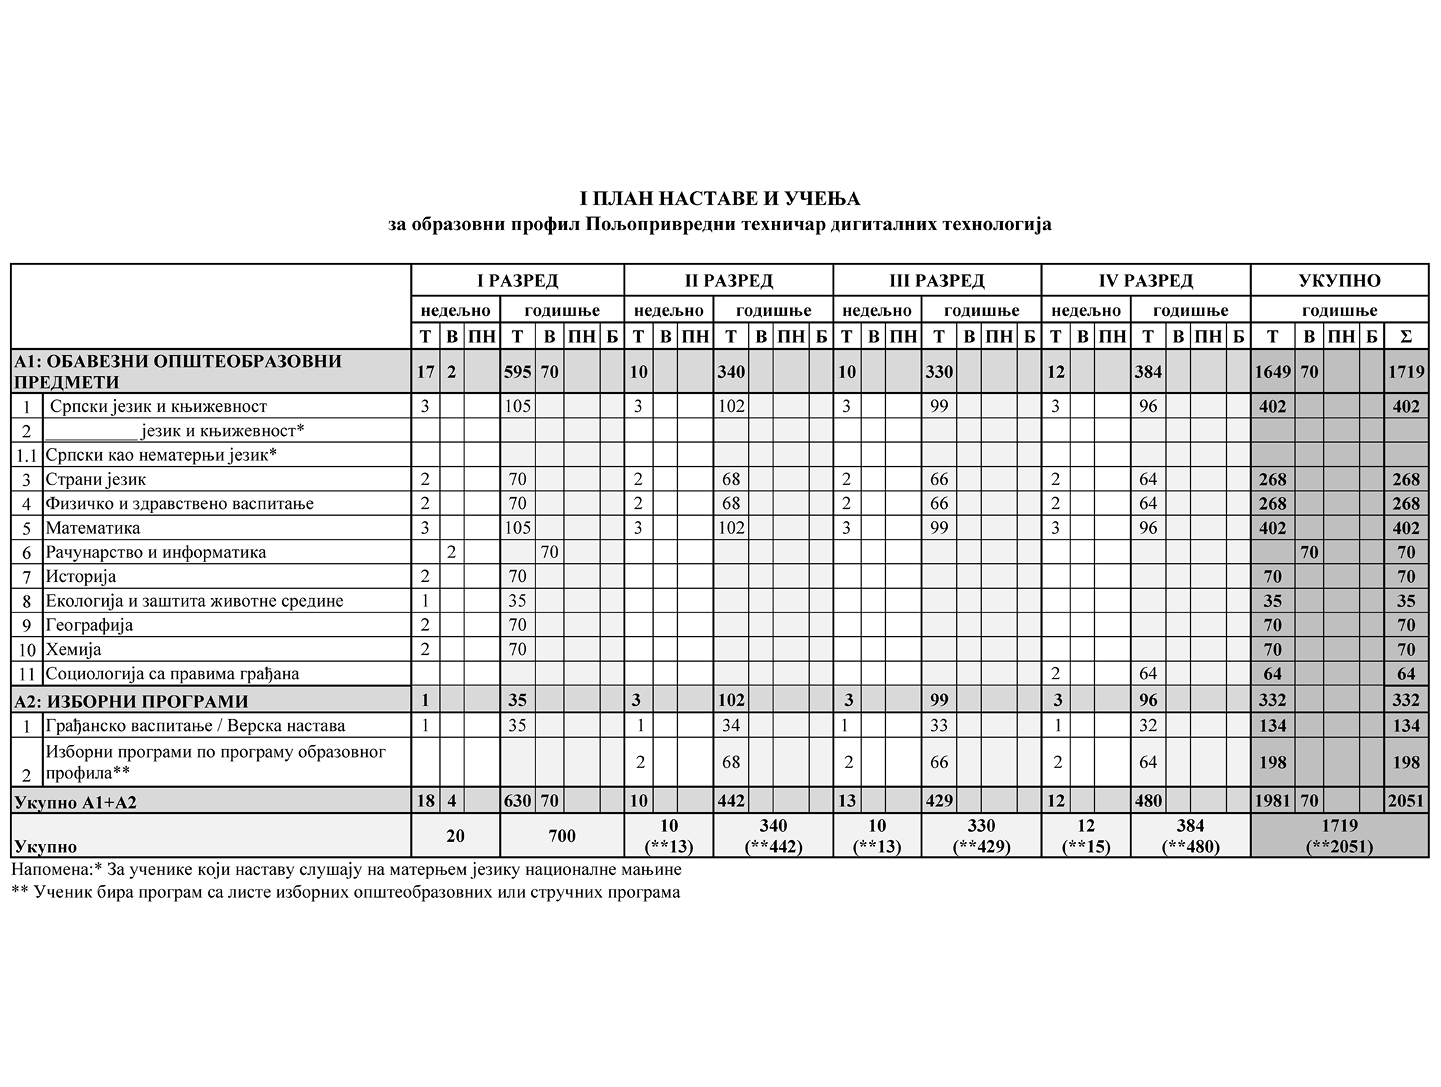 I ПЛАН НАСТАВЕ И УЧЕЊА
за образовни профил Пољопривредни техничар дигиталних технологија
I РАЗРЕД II РАЗРЕД III РАЗРЕД IV РАЗРЕД УКУПНО
недељно годишње недељно годишње недељно годишње недељно годишње годишње
Т В ПН Т В ПН Б Т В ПН Т В ПН Б Т В ПН Т В ПН Б Т В ПН Т В ПН Б Т В ПН Б Σ
А1: ОБАВЕЗНИ ОПШТЕОБРАЗОВНИ
ПРЕДМЕТИ 17 2 595 70 10 340 10 330 12 384 1649 70 1719
1 Српски језик и књижевност 3 105 3 102 3 99 3 96 402 402
2 __________ језик и књижевност*
1.1 Српски као нематерњи језик*
3 Страни језик 2 70 2 68 2 66 2 64 268 268
4 Физичко и здравствено васпитање 2 70 2 68 2 66 2 64 268 268
5 Математика 3 105 3 102 3 99 3 96 402 402
6 Рачунарство и информатика 2 70 70 70
7 Историја 2 70 70 70
8 Екологија и заштита животне средине 1 35 35 35
9 Географија 2 70 70 70
10 Хемија 2 70 70 70
11 Социологија са правима грађана 2 64 64 64
А2: ИЗБОРНИ ПРОГРАМИ 1 35 3 102 3 99 3 96 332 332
1 Грађанско васпитање / Верска настава 1 35 1 34 1 33 1 32 134 134
Изборни програми по програму образовног
2 профила** 2 68 2 66 2 64 198 198
Укупно А1+А2 18 4 630 70 10 442 13 429 12 480 1981 70 2051
Укупно 20 700 10 340 10 330 12 384 1719
(**13) (**442) (**13) (**429) (**15) (**480) (**2051)
Напомена:* За ученике који наставу слушају на матерњем језику националне мањине
** Ученик бира програм са листе изборних општеобразовних или стручних програма